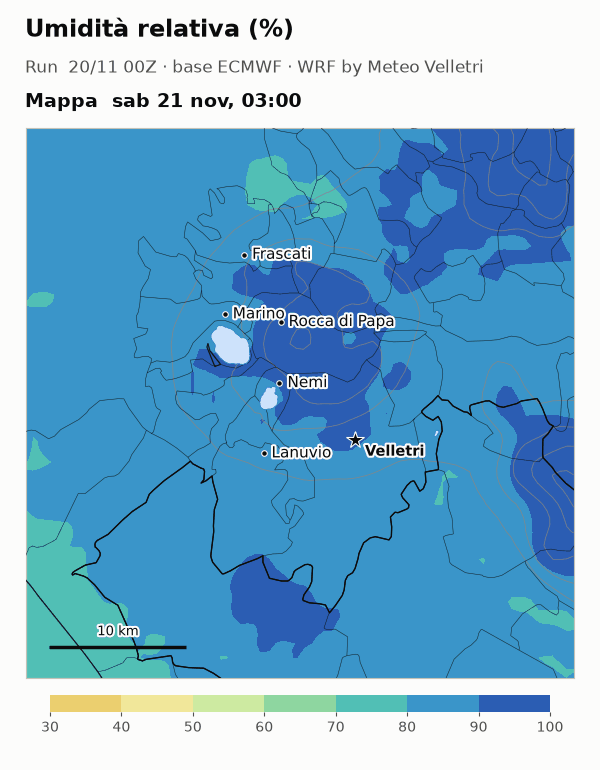 Umidità relativa (%)
Run  20/11 00Z · base ECMWF · WRF by Meteo Velletri
Mappa  sab 21 nov, 03:00
Frascati
Marino
Rocca di Papa
Nemi
Velletri
Lanuvio
10 km
30 40 50 60 70 80 90 100